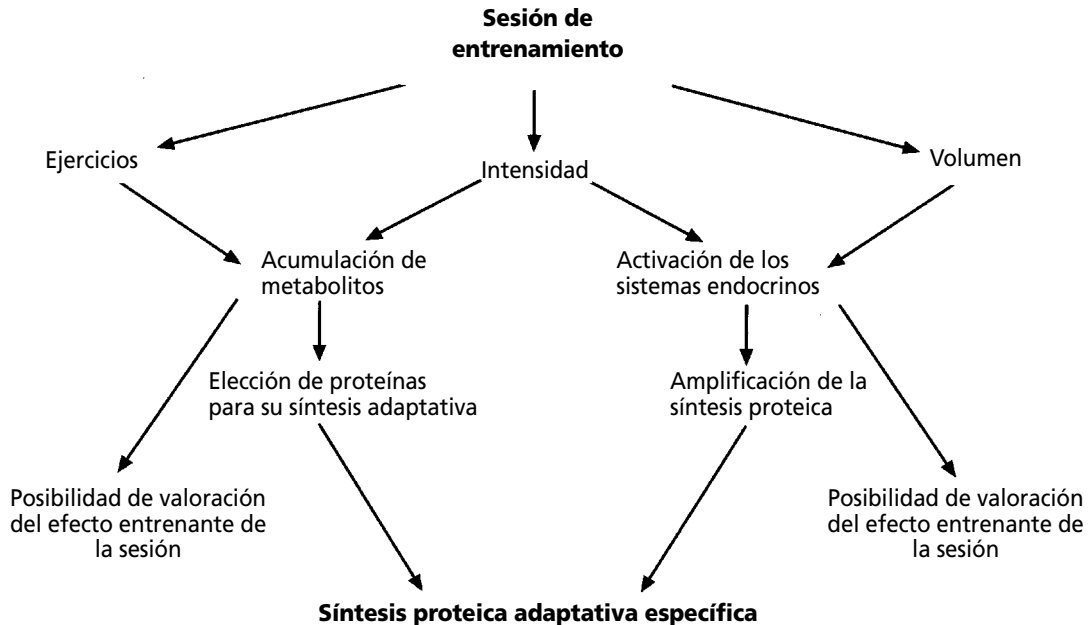 Sesión de
entrenamiento
Ejercicios
Intensidad
Volumen
Acumulación de
metabolitos
Activación de los
sistemas endocrinos
Elección de proteínas
para su síntesis adaptativa
Amplificación de la
síntesis proteica
Posibilidad de valoración
del efecto entrenante de
la sesión
Posibilidad de valoración
del efecto entrenante de
la sesión
Síntesis proteica adaptativa específica